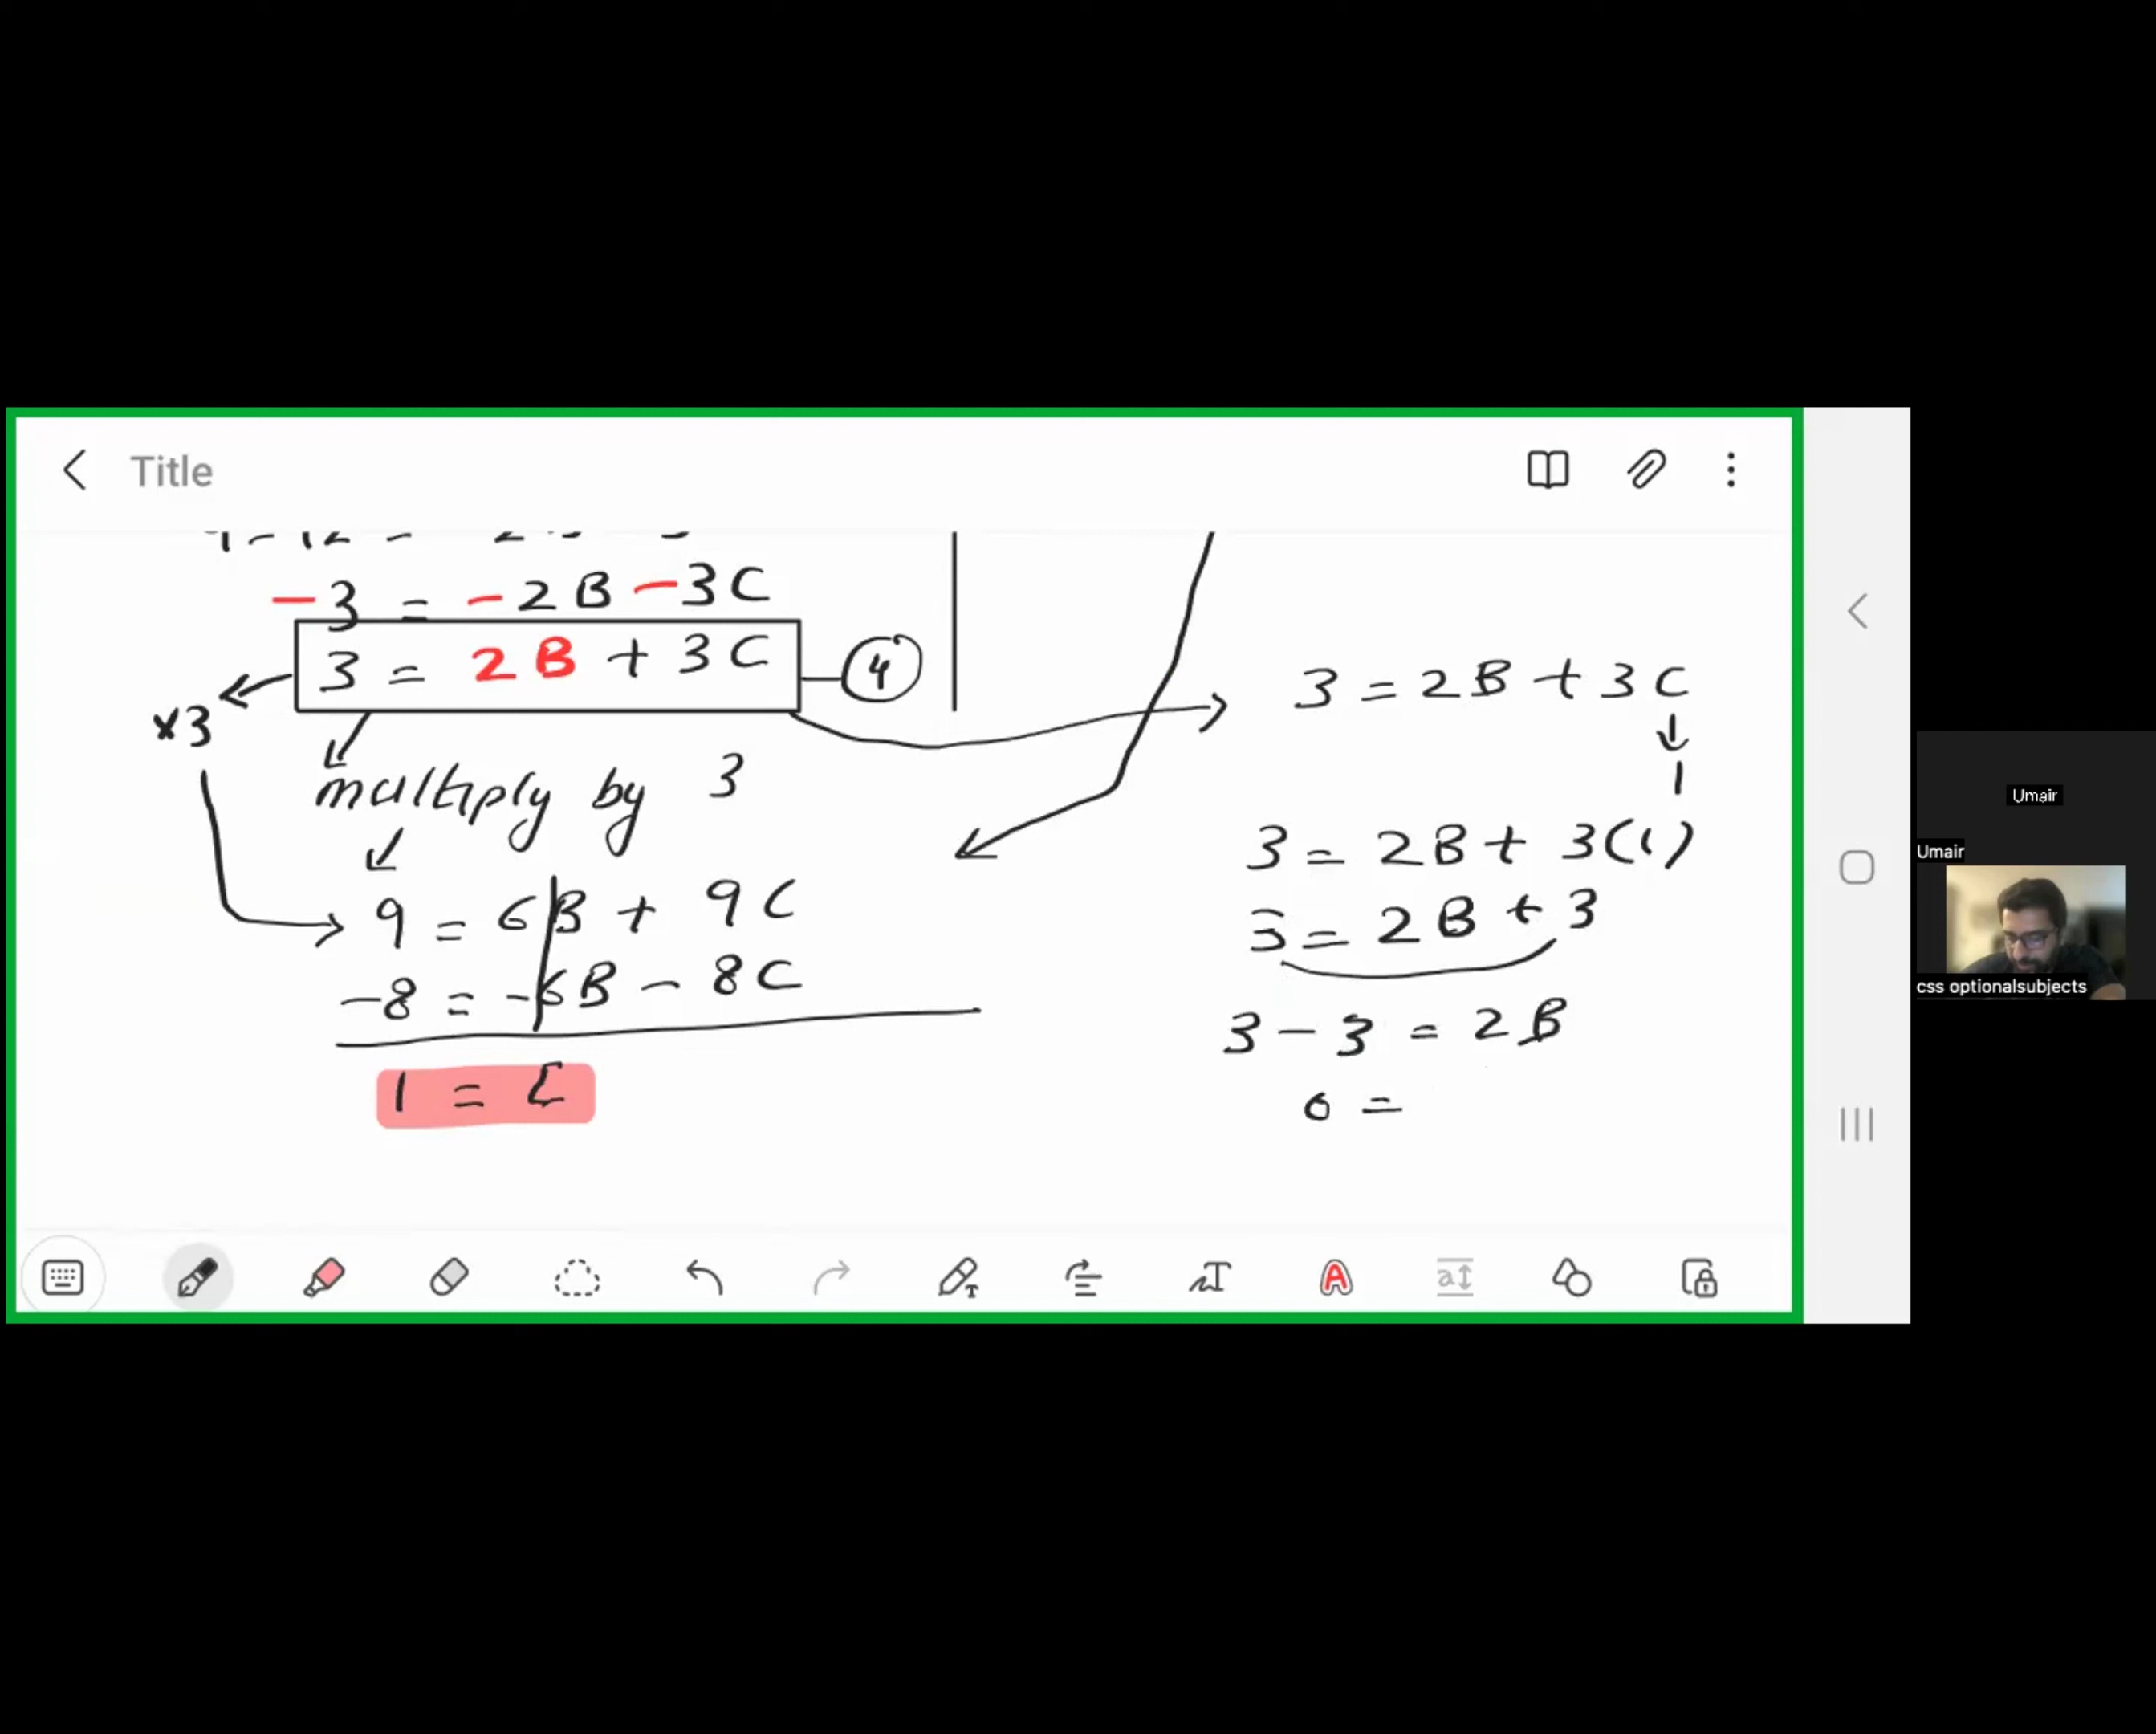 Title
- 3 = - 2B - 3C
3 = 2B + 3C
4
×3
multiply by 3
9 = 6B + 9C
-8 = -6B - 8C
1 = C
3 = 2B + 3C
1
3 = 2B + 3(1)
3 = 2B + 3
3 - 3 = 2B
0 =
Umair
Umair
css optionalsubjects